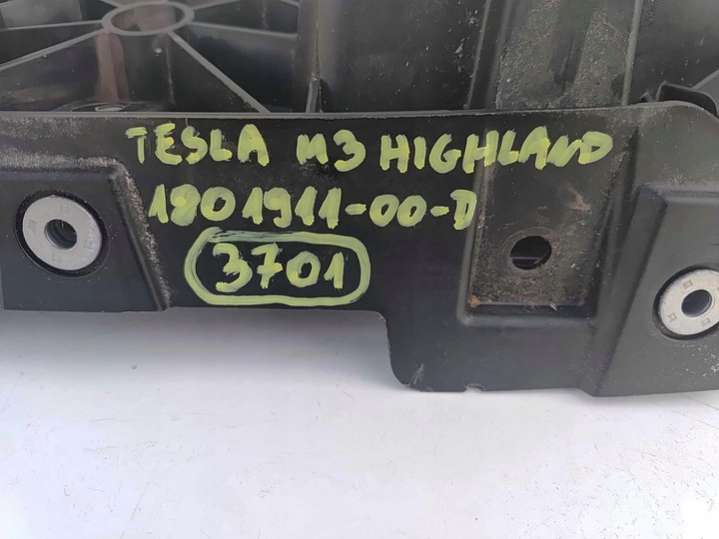 TESLA M3 HIGHLAND
1801911-00-D
3701